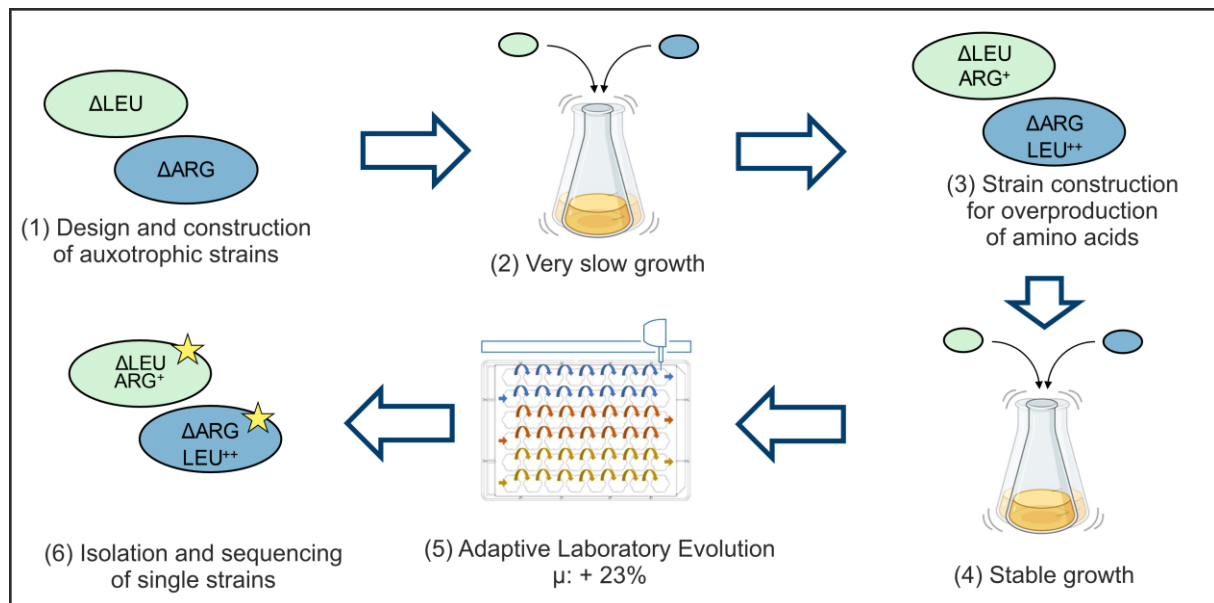 ΔLEU
ΔARG
(1) Design and construction
of auxotrophic strains
(2) Very slow growth
ΔLEU
ARG⁺
ΔARG
LEU⁺⁺
(3) Strain construction
for overproduction
of amino acids
(4) Stable growth
(5) Adaptive Laboratory Evolution
μ: + 23%
ΔLEU
ARG⁺
ΔARG
LEU⁺⁺
(6) Isolation and sequencing
of single strains